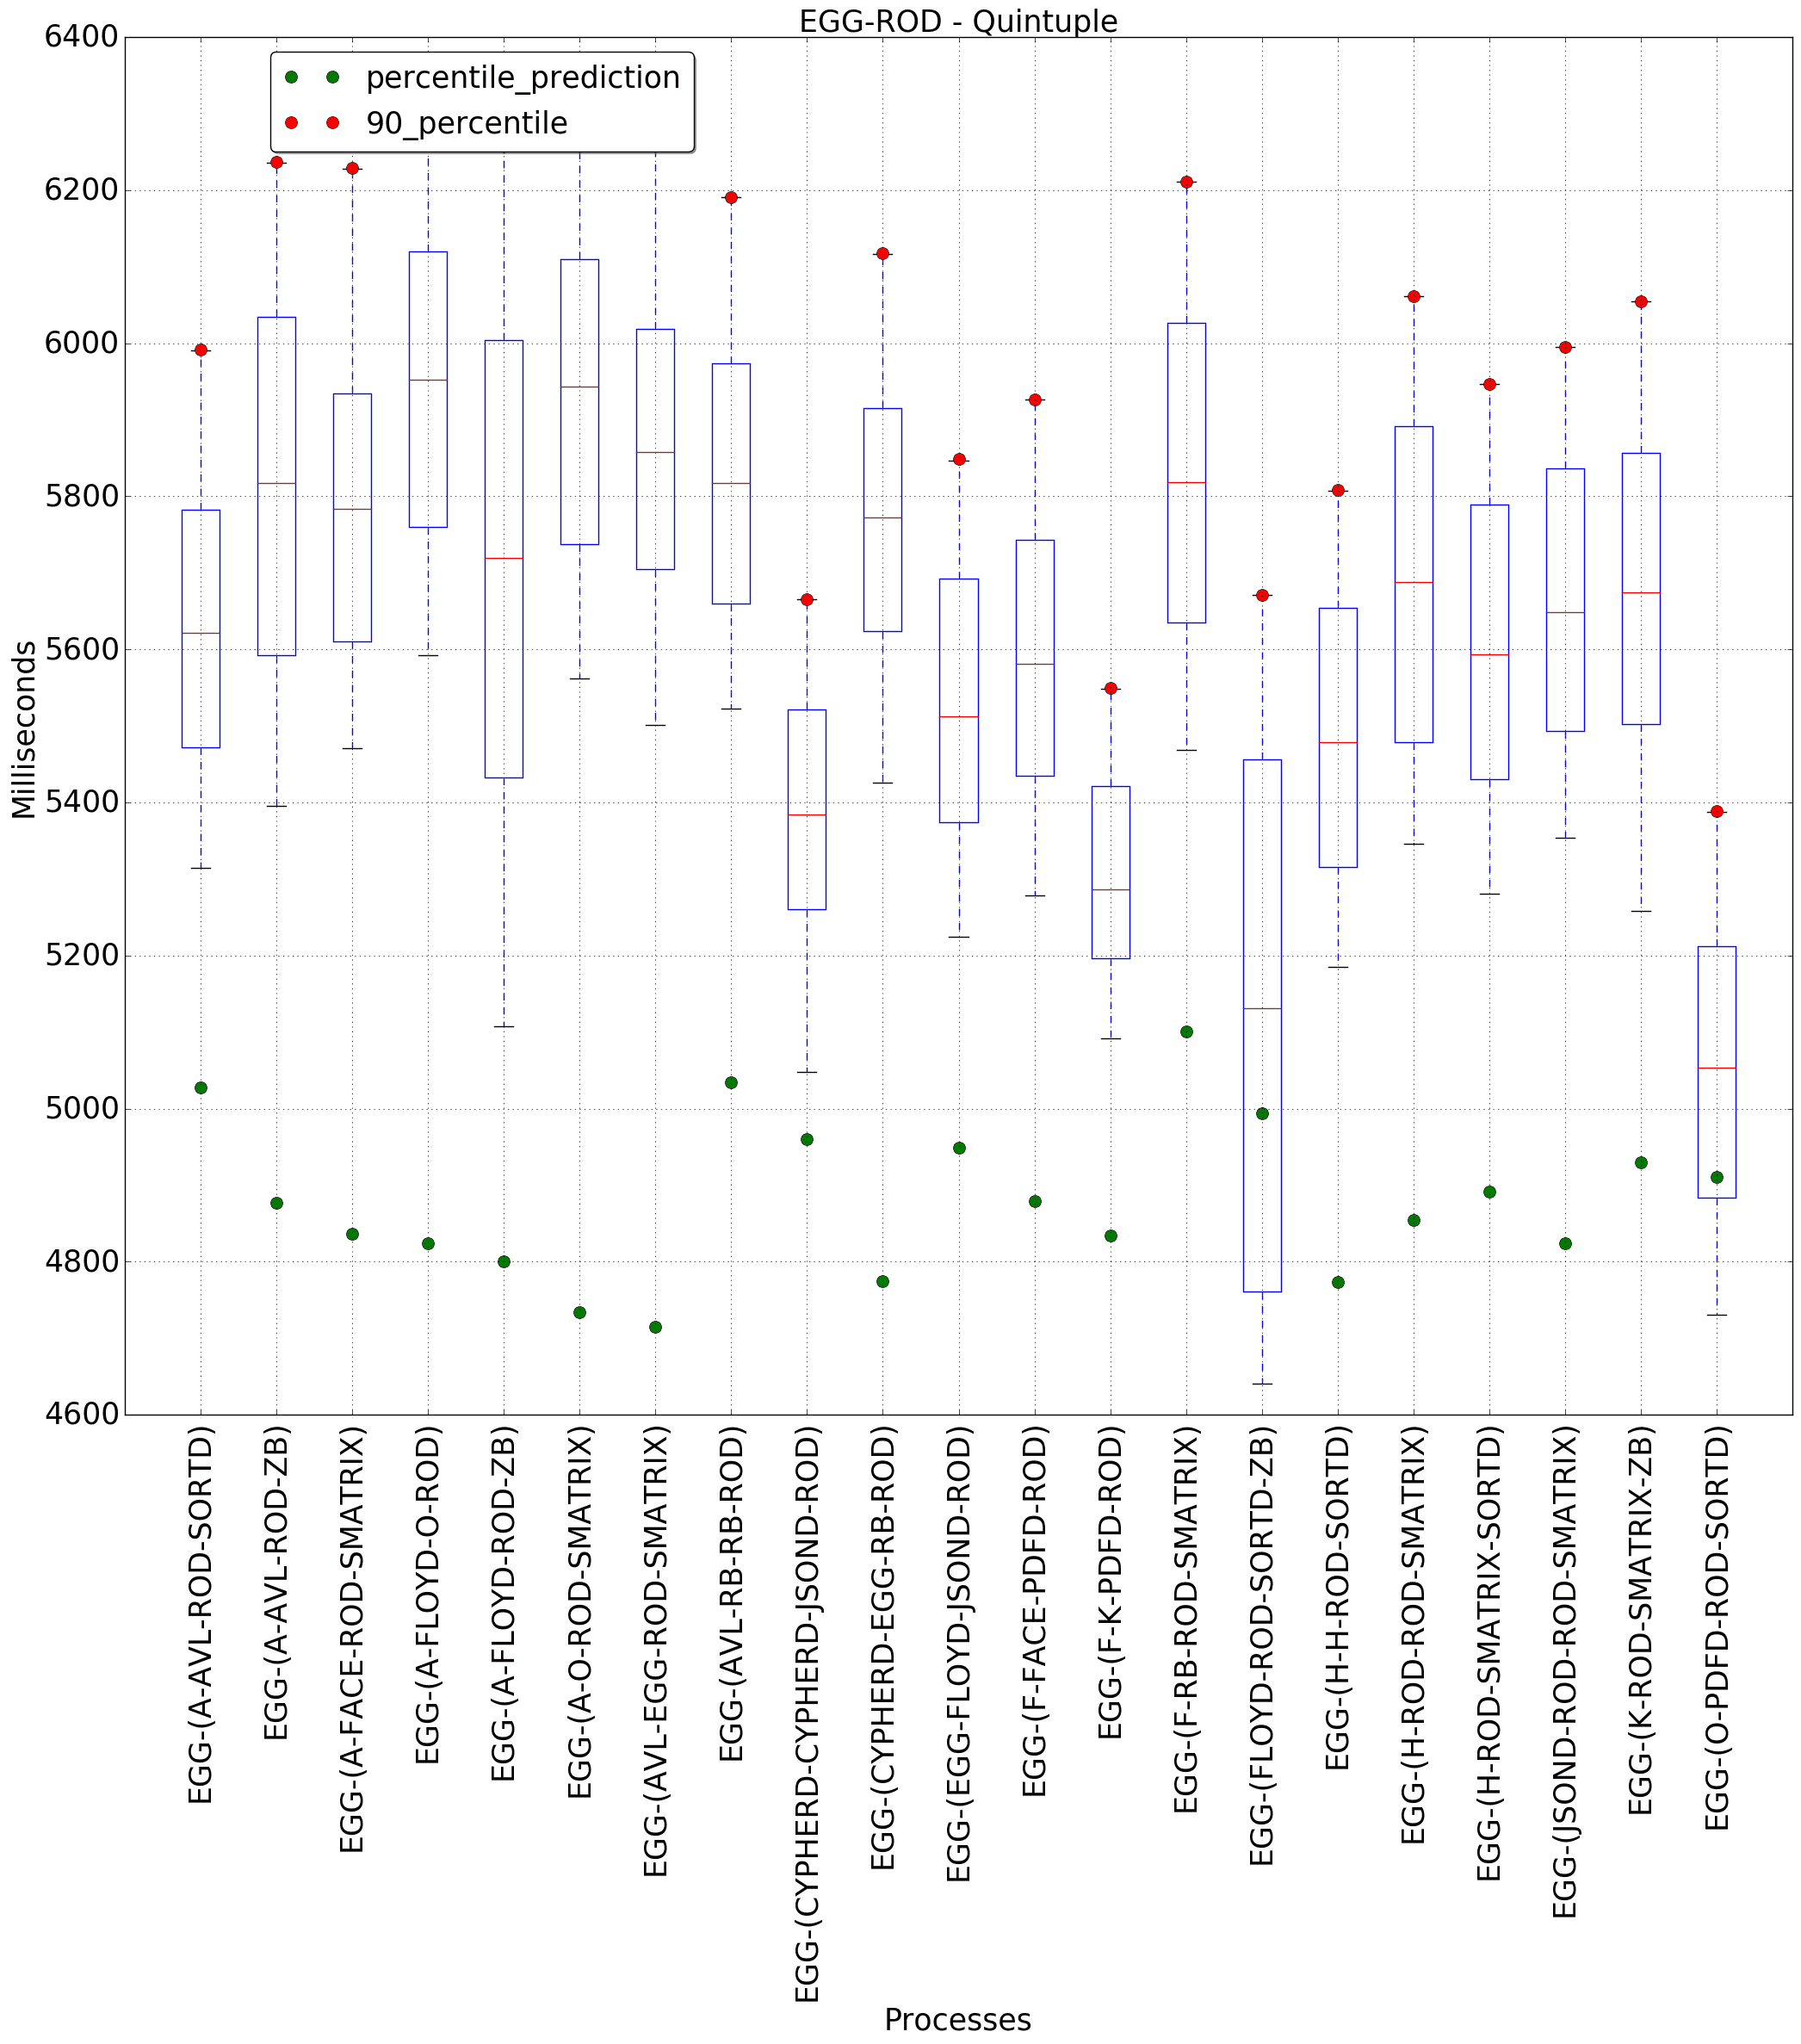 EGG-ROD - Quintuple
percentile_prediction
90_percentile
Milliseconds
6400
6200
6000
5800
5600
5400
5200
5000
4800
4600
EGG-(A-AVL-ROD-SORTD)
EGG-(A-AVL-ROD-ZB)
EGG-(A-FACE-ROD-SMATRIX)
EGG-(A-FLOYD-O-ROD)
EGG-(A-FLOYD-ROD-ZB)
EGG-(A-O-ROD-SMATRIX)
EGG-(AVL-EGG-ROD-SMATRIX)
EGG-(AVL-RB-RB-ROD)
EGG-(CYPHERD-CYPHERD-JSOND-ROD)
EGG-(CYPHERD-EGG-RB-ROD)
EGG-(EGG-FLOYD-JSOND-ROD)
EGG-(F-FACE-PDFD-ROD)
EGG-(F-K-PDFD-ROD)
EGG-(F-RB-ROD-SMATRIX)
EGG-(FLOYD-ROD-SORTD-ZB)
EGG-(H-H-ROD-SORTD)
EGG-(H-ROD-ROD-SMATRIX)
EGG-(H-ROD-SMATRIX-SORTD)
EGG-(JSOND-ROD-ROD-SMATRIX)
EGG-(K-ROD-SMATRIX-ZB)
EGG-(O-PDFD-ROD-SORTD)
Processes